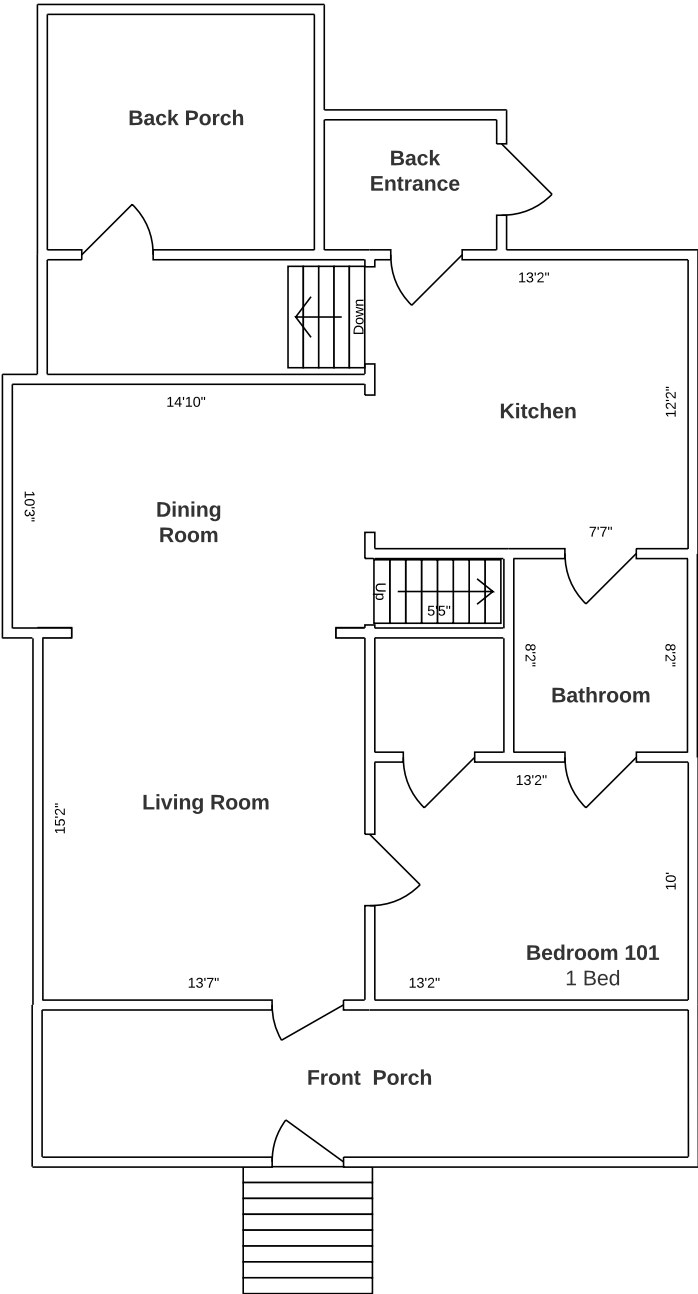 Back Porch
Back
Entrance
13'2"
Down
14'10"
Kitchen
12'2"
10'3"
Dining
Room
7'7"
Up
5'5"
8'2"
8'2"
Bathroom
13'2"
Living Room
15'2"
10'
Bedroom 101
1 Bed
13'7"
13'2"
Front  Porch